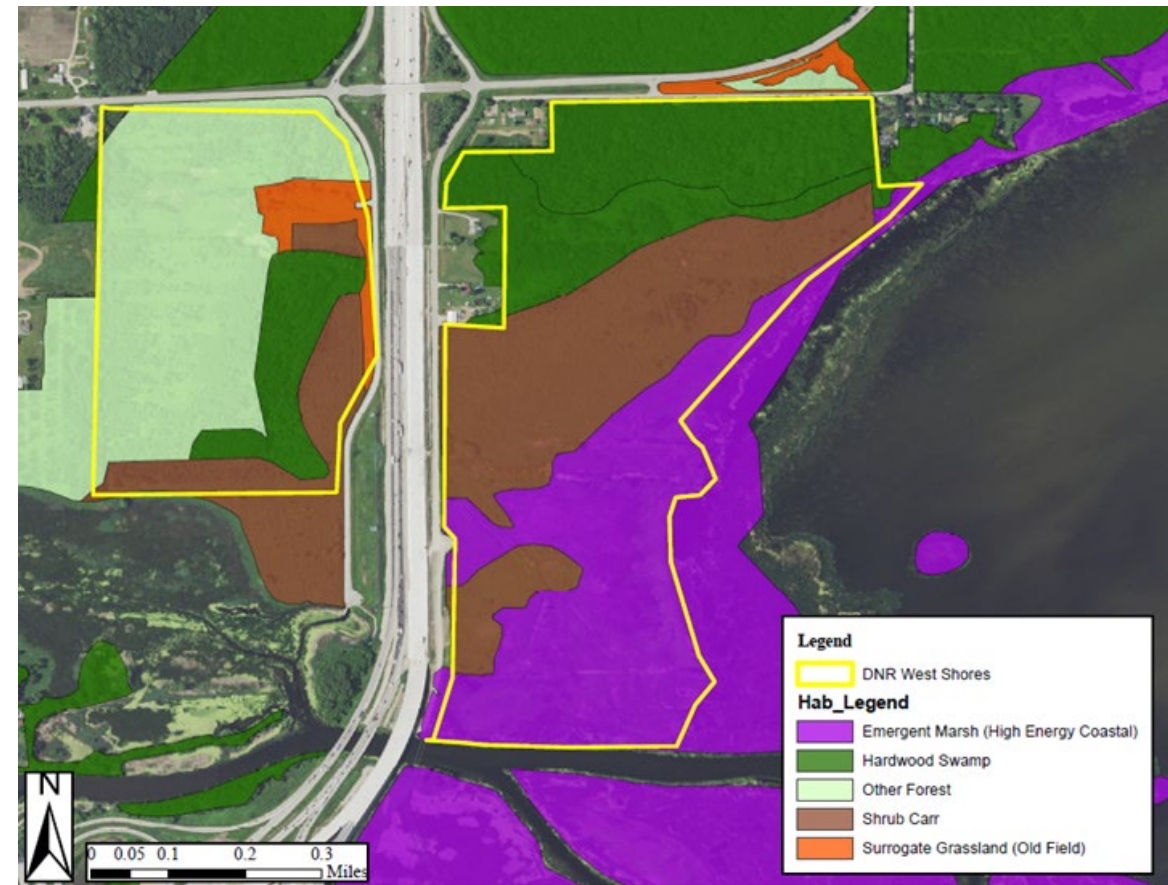 Legend
DNR West Shores
Hab_Legend
Emergent Marsh (High Energy Coastal)
Hardwood Swamp
Other Forest
Shrub Carr
Surrogate Grassland (Old Field)
N
0 0.05 0.1 0.2 0.3
Miles